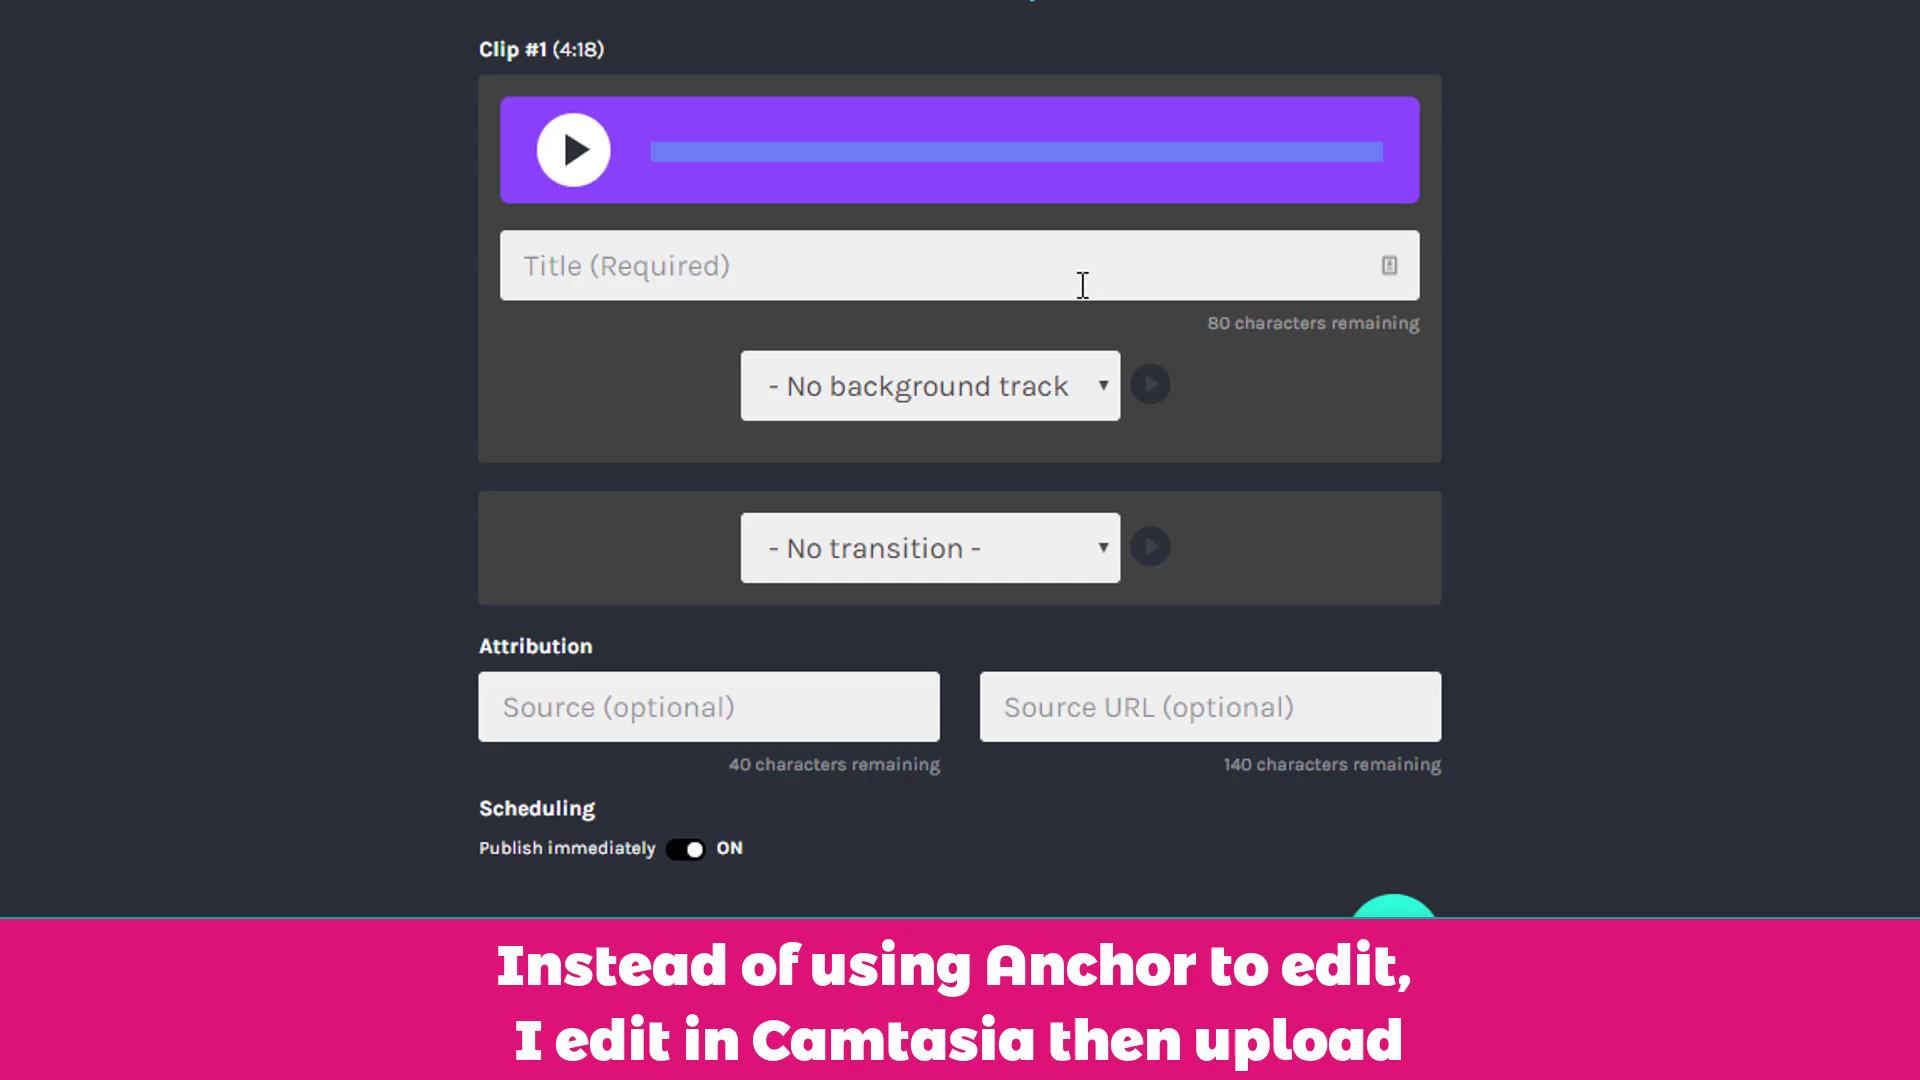 Clip #1 (4:18)
Title (Required)
80 characters remaining
- No background track
- No transition -
Attribution
Source (optional)
Source URL (optional)
40 characters remaining
140 characters remaining
Scheduling
Publish immediately ON
Instead of using Anchor to edit,
I edit in Camtasia then upload